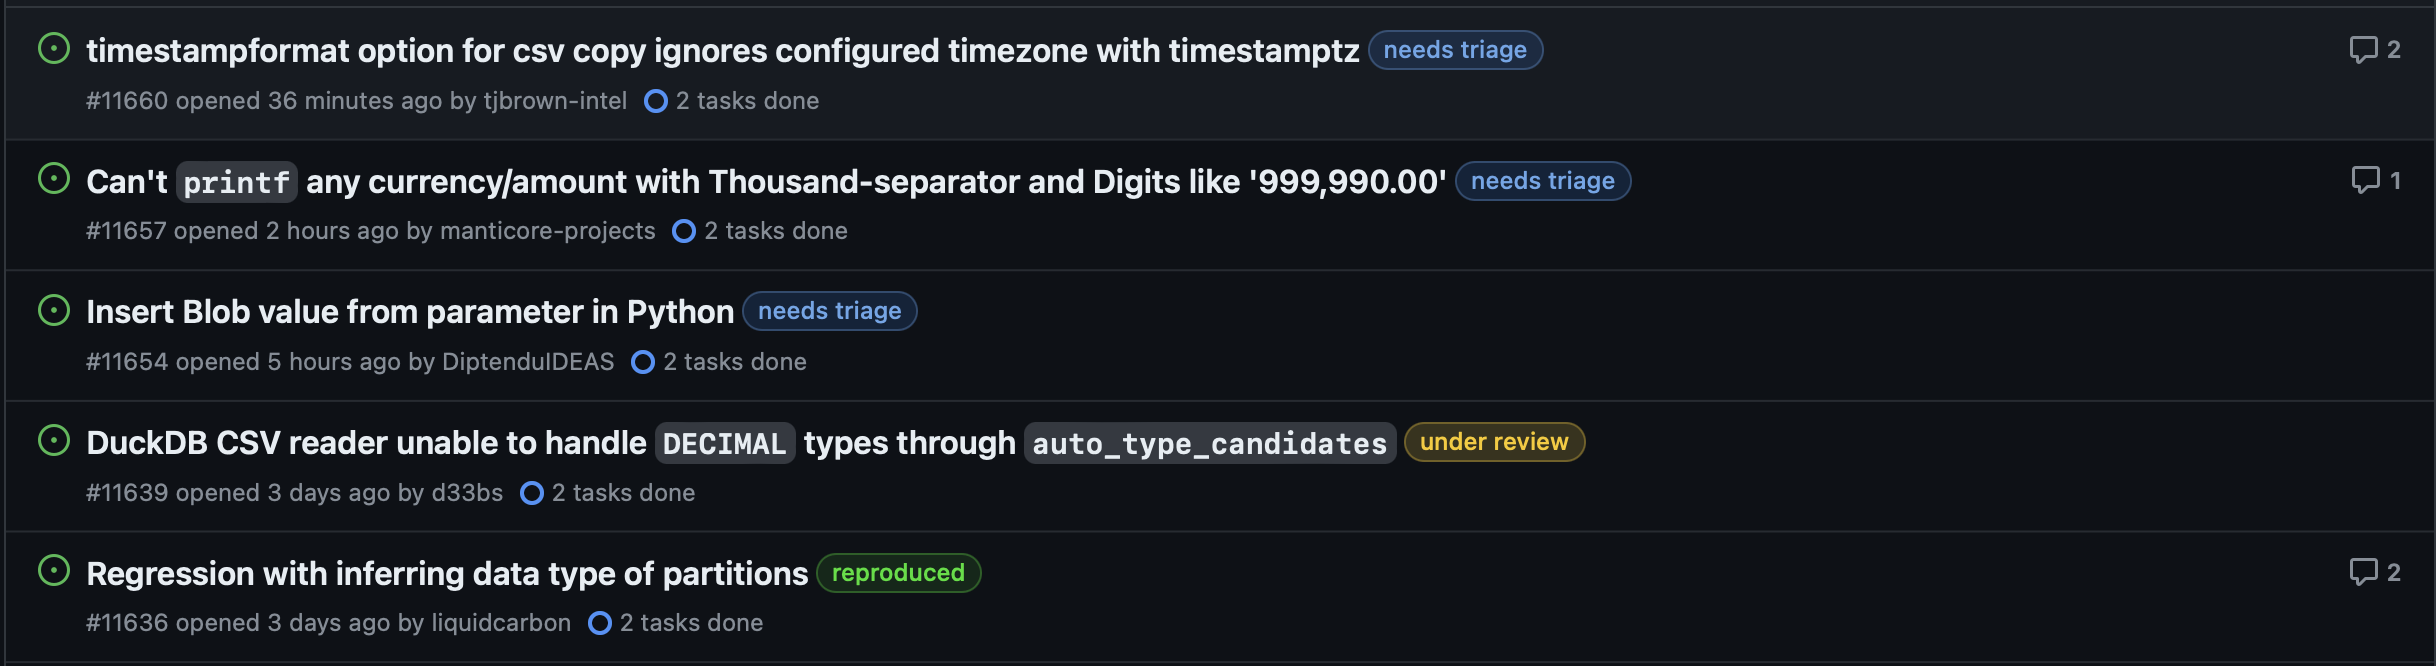 timestampformat option for csv copy ignores configured timezone with timestamptz needs triage 2
#11660 opened 36 minutes ago by tjbrown-intel 2 tasks done
Can't printf any currency/amount with Thousand-separator and Digits like '999,990.00' needs triage 1
#11657 opened 2 hours ago by manticore-projects 2 tasks done
Insert Blob value from parameter in Python needs triage
#11654 opened 5 hours ago by DiptenduIDEAS 2 tasks done
DuckDB CSV reader unable to handle DECIMAL types through auto_type_candidates under review
#11639 opened 3 days ago by d33bs 2 tasks done
Regression with inferring data type of partitions reproduced 2
#11636 opened 3 days ago by liquidcarbon 2 tasks done